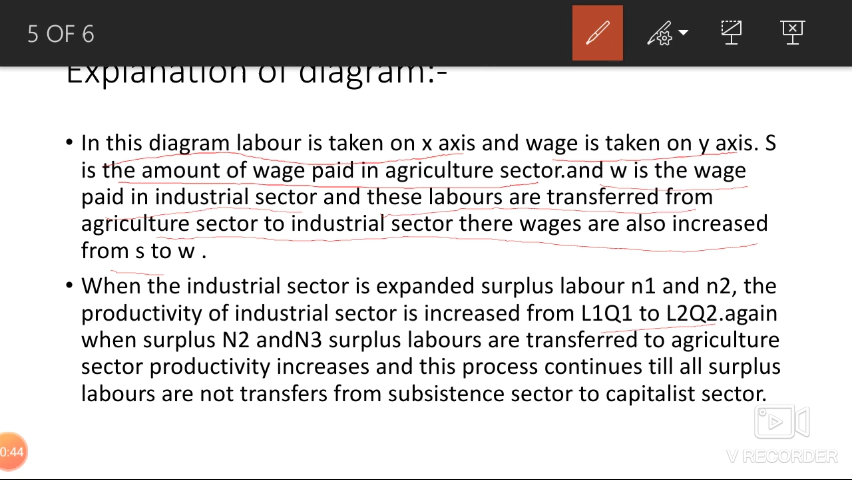 5 OF 6
Explanation of diagram:-
• In this diagram labour is taken on x axis and wage is taken on y axis. S
is the amount of wage paid in agriculture sector.and w is the wage
paid in industrial sector and these labours are transferred from
agriculture sector to industrial sector there wages are also increased
from s to w .
• When the industrial sector is expanded surplus labour n1 and n2, the
productivity of industrial sector is increased from L1Q1 to L2Q2.again
when surplus N2 andN3 surplus labours are transferred to agriculture
sector productivity increases and this process continues till all surplus
labours are not transfers from subsistence sector to capitalist sector.
0:44
V RECORDER